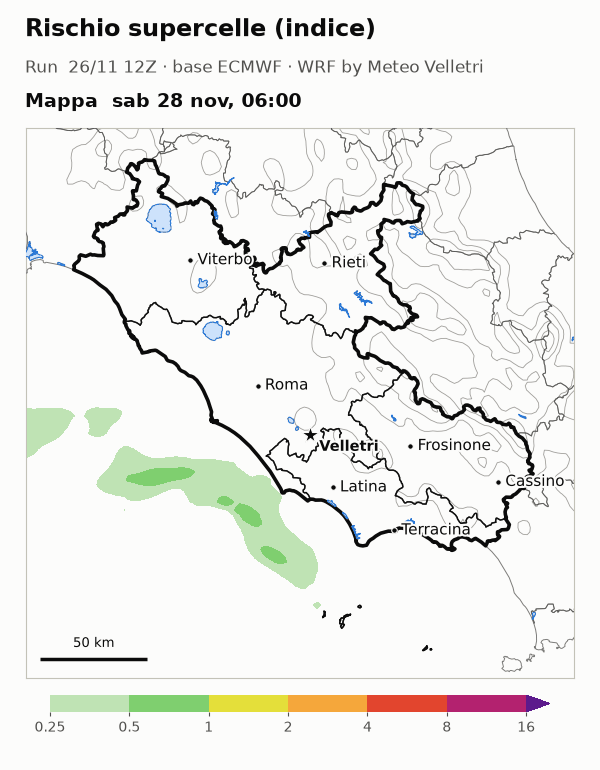 Rischio supercelle (indice)
Run  26/11 12Z · base ECMWF · WRF by Meteo Velletri
Mappa  sab 28 nov, 06:00
Viterbo
Rieti
Roma
Velletri
Frosinone
Cassino
Latina
Terracina
50 km
0.25 0.5 1 2 4 8 16